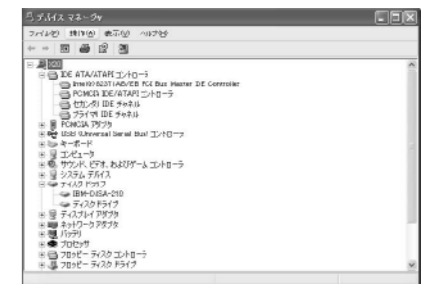 デバイス マネージャ
ファイル(F) 操作(A) 表示(V) ヘルプ(H)
IDE ATA/ATAPI コントローラ
Intel(r) 82371AB/EB PCI Bus Master IDE Controller
PCMCIA IDE/ATAPI コントローラ
セカンダリ IDE チャネル
プライマリ IDE チャネル
PCMCIA アダプタ
USB (Universal Serial Bus) コントローラ
キーボード
コンピュータ
サウンド、ビデオ、およびゲーム コントローラ
システム デバイス
ディスク ドライブ
IBM-DJSA-210
ディスク ドライブ
ディスプレイ アダプタ
ネットワーク アダプタ
バッテリ
プロセッサ
フロッピー ディスク コントローラ
フロッピー ディスク ドライブ